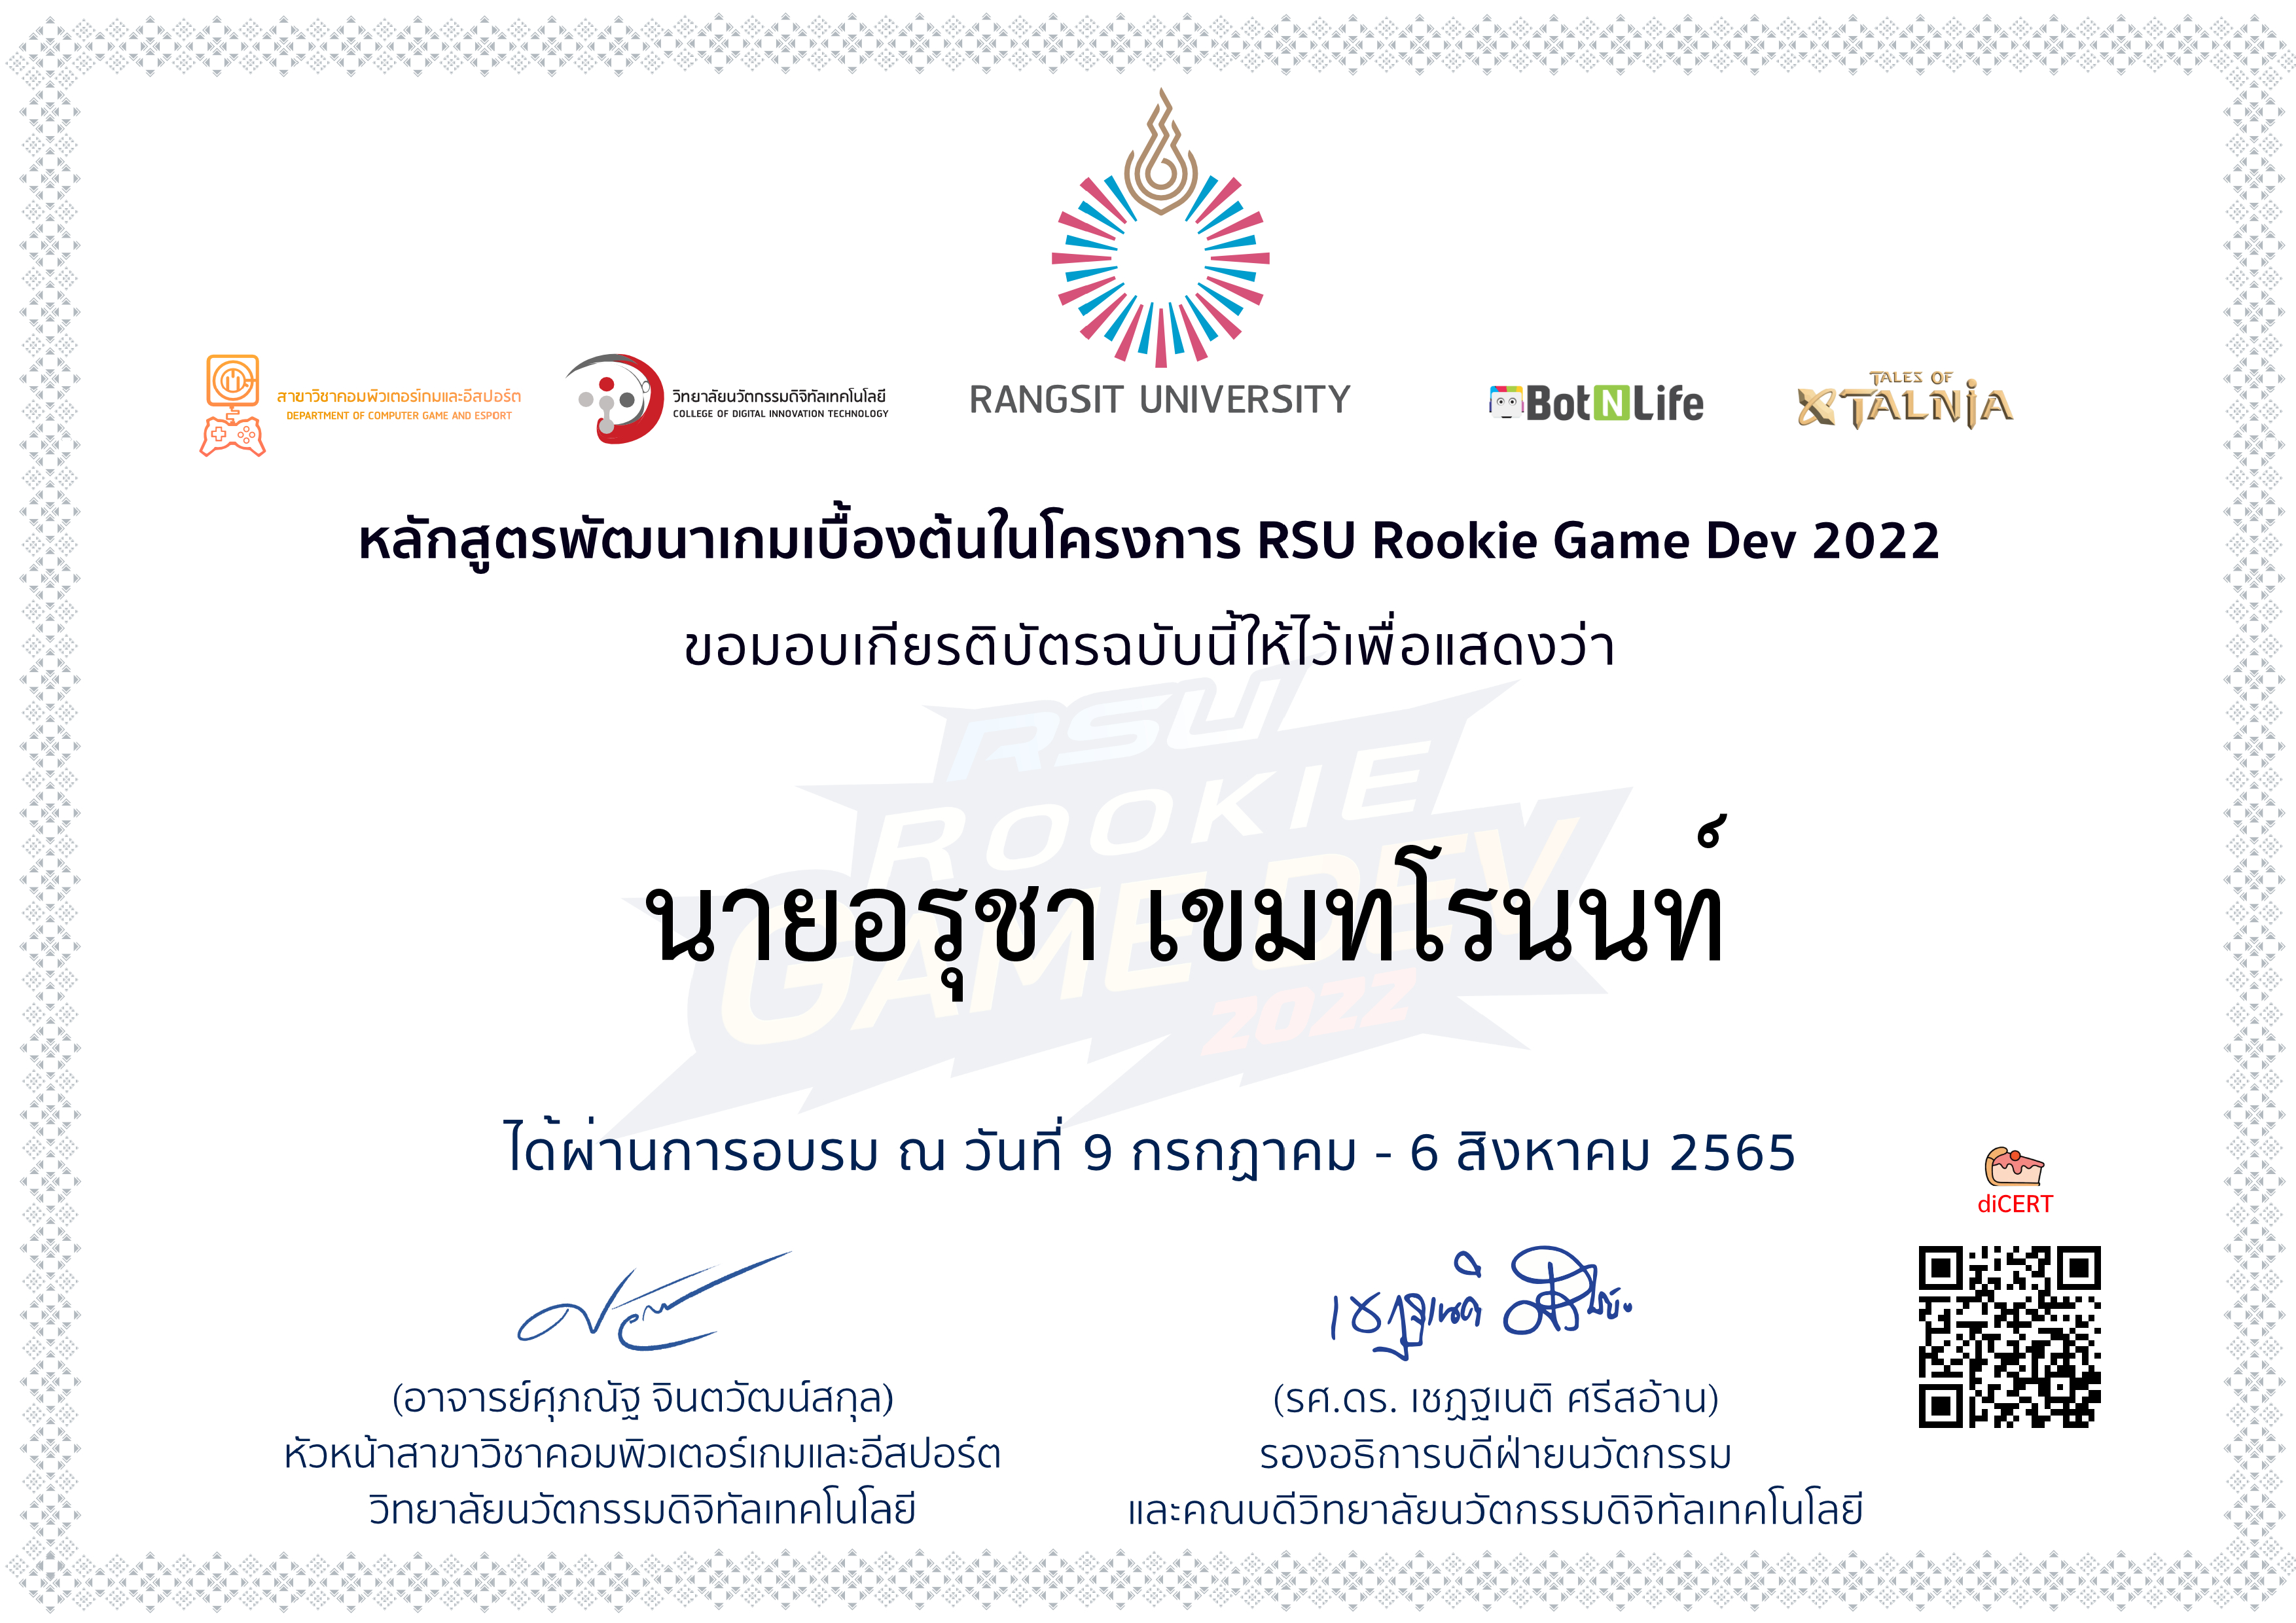 สาขาวิชาคอมพิวเตอร์เกมและอีสปอร์ต
DEPARTMENT OF COMPUTER GAME AND ESPORT
วิทยาลัยนวัตกรรมดิจิทัลเทคโนโลยี
COLLEGE OF DIGITAL INNOVATION TECHNOLOGY
RANGSIT UNIVERSITY
BotNLife
TALES OF
XTALNIA
หลักสูตรพัฒนาเกมเบื้องต้นในโครงการ RSU Rookie Game Dev 2022
ขอมอบเกียรติบัตรฉบับนี้ให้ไว้เพื่อแสดงว่า
RSU
ROOKIE
GAME DEV
2022
นายอรุชา เขมทโรนนท์
ได้ผ่านการอบรม ณ วันที่ 9 กรกฎาคม - 6 สิงหาคม 2565
diCERT
(อาจารย์ศุภณัฐ จินตวัฒน์สกุล)
หัวหน้าสาขาวิชาคอมพิวเตอร์เกมและอีสปอร์ต
วิทยาลัยนวัตกรรมดิจิทัลเทคโนโลยี
(รศ.ดร. เชฏฐเนติ ศรีสอ้าน)
รองอธิการบดีฝ่ายนวัตกรรม
และคณบดีวิทยาลัยนวัตกรรมดิจิทัลเทคโนโลยี